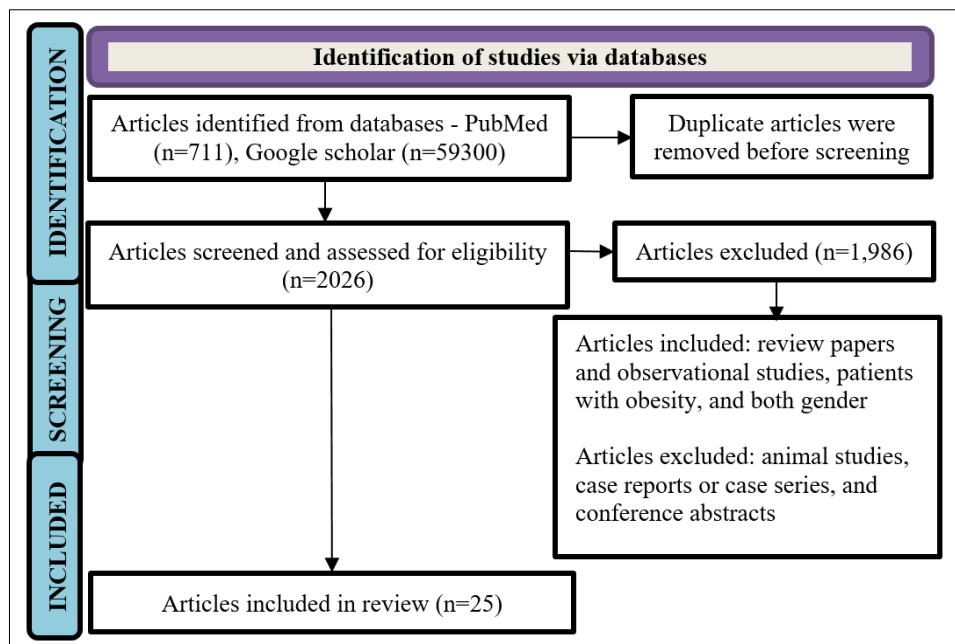 IDENTIFICATION
Identification of studies via databases
Articles identified from databases - PubMed
(n=711), Google scholar (n=59300)
Duplicate articles were
removed before screening
Articles screened and assessed for eligibility
(n=2026)
Articles excluded (n=1,986)
SCREENING
Articles included: review papers
and observational studies, patients
with obesity, and both gender
Articles excluded: animal studies,
case reports or case series, and
conference abstracts
INCLUDED
Articles included in review (n=25)